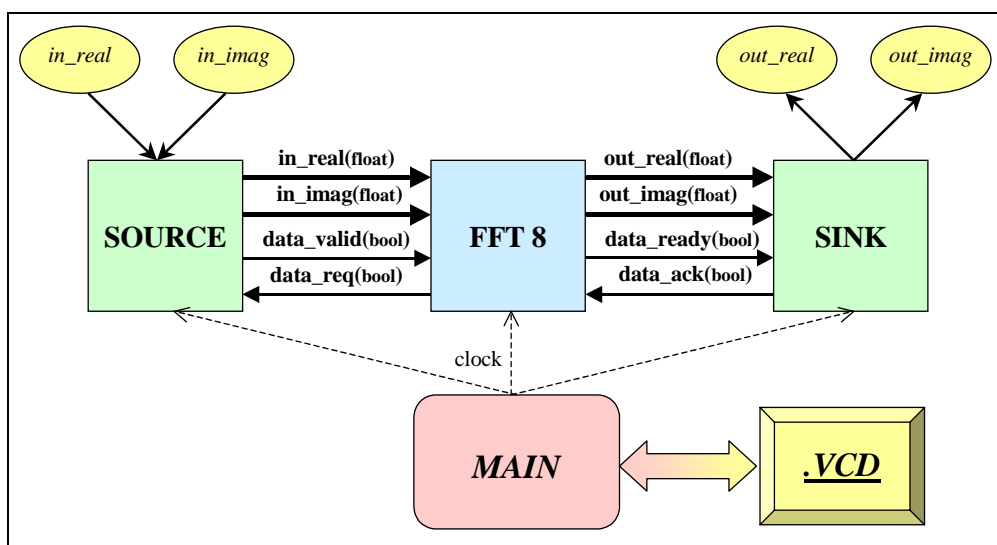 in_real
in_imag
out_real
out_imag
in_real(float)
out_real(float)
in_imag(float)
out_imag(float)
SOURCE
data_valid(bool)
FFT 8
data_ready(bool)
SINK
data_req(bool)
data_ack(bool)
clock
MAIN
.VCD